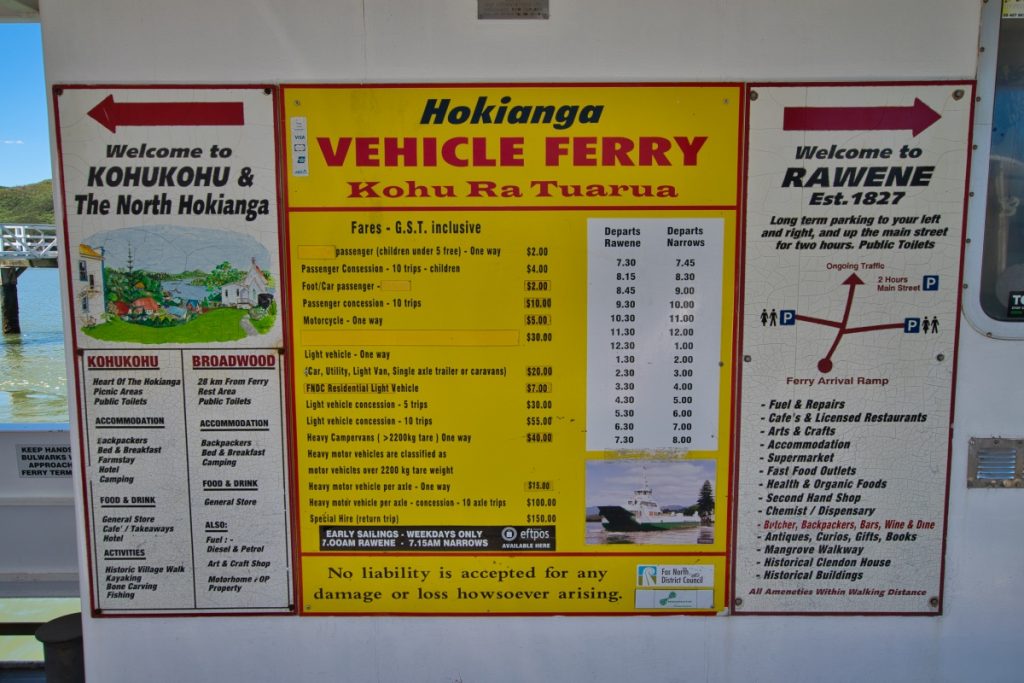 Welcome to
KOHUKOHU &
The North Hokianga
KOHUKOHU
Heart Of The Hokianga
Picnic Areas
Public Toilets
ACCOMMODATION
Backpackers
Bed & Breakfast
Farmstay
Hotel
Camping
FOOD & DRINK
General Store
Cafe' / Takeaways
Hotel
ACTIVITIES
Historic Village Walk
Kayaking
Bone Carving
Fishing
BROADWOOD
28 km From Ferry
Rest Area
Public Toilets
ACCOMMODATION
Backpackers
Bed & Breakfast
Camping
FOOD & DRINK
General Store
ALSO:
Fuel : -
Diesel & Petrol
Art & Craft Shop
Motorhome : OP
Property
Hokianga
VISA
VEHICLE FERRY
Kohu Ra Tuarua
Fares - G.S.T. inclusive
passenger (children under 5 free) - One way $2.00
Passenger Consession - 10 trips - children $4.00
Foot/Car passenger - $2.00
Passenger concession - 10 trips $10.00
Motorcycle - One way $5.00
$30.00
Light vehicle - One way
(Car, Utility, Light Van, Single axle trailer or caravans) $20.00
FNDC Residential Light Vehicle $7.00
Light vehicle concession - 5 trips $30.00
Light vehicle concession - 10 trips $55.00
Heavy Campervans ( >2200kg tare ) One way $40.00
Heavy motor vehicles are classified as
motor vehicles over 2200 kg tare weight
Heavy motor vehicle per axle - One way $15.00
Heavy motor vehicle per axle - concession - 10 axle trips $100.00
Special Hire (return trip) $150.00
EARLY SAILINGS - WEEKDAYS ONLY
7.00AM RAWENE - 7.15AM NARROWS
eftpos
AVAILABLE HERE
Departs Departs
Rawene Narrows
7.30 7.45
8.15 8.30
8.45 9.00
9.30 10.00
10.30 11.00
11.30 12.00
12.30 1.00
1.30 2.00
2.30 3.00
3.30 4.00
4.30 5.00
5.30 6.00
6.30 7.00
7.30 8.00
No liability is accepted for any
damage or loss howsoever arising.
Far North
District Council
Welcome to
RAWENE
Est.1827
Long term parking to your left
and right, and up the main street
for two hours. Public Toilets
Ongoing Traffic
2 Hours
Main Street
P
P
P
Ferry Arrival Ramp
- Fuel & Repairs
- Cafe's & Licensed Restaurants
- Arts & Crafts
- Accommodation
- Supermarket
- Fast Food Outlets
- Health & Organic Foods
- Second Hand Shop
- Chemist / Dispensary
- Butcher, Backpackers, Bars, Wine & Dine
- Antiques, Curios, Gifts, Books
- Mangrove Walkway
- Historical Clendon House
- Historical Buildings
All Ameneties Within Walking Distance
KEEP HANDS
BULWARKS
APPROACH
FERRY TERM